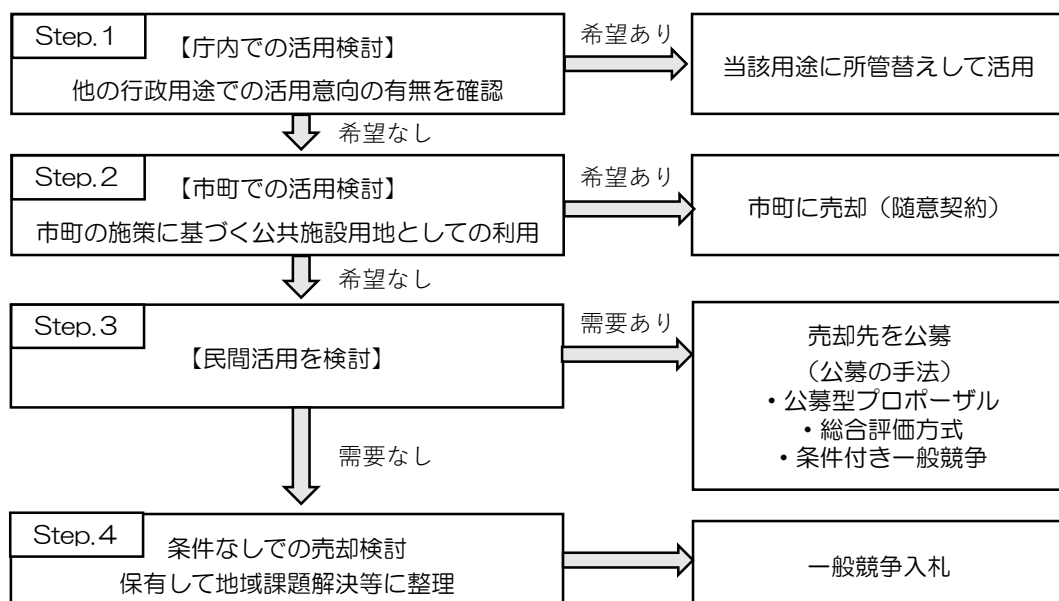 Step.1
【庁内での活用検討】
他の行政用途での活用意向の有無を確認
希望あり
当該用途に所管替えして活用
希望なし
Step.2
【市町での活用検討】
市町の施策に基づく公共施設用地としての利用
希望あり
市町に売却（随意契約）
希望なし
Step.3
【民間活用を検討】
需要あり
売却先を公募
（公募の手法）
・公募型プロポーザル
・総合評価方式
・条件付き一般競争
需要なし
Step.4
条件なしでの売却検討
保有して地域課題解決等に整理
一般競争入札